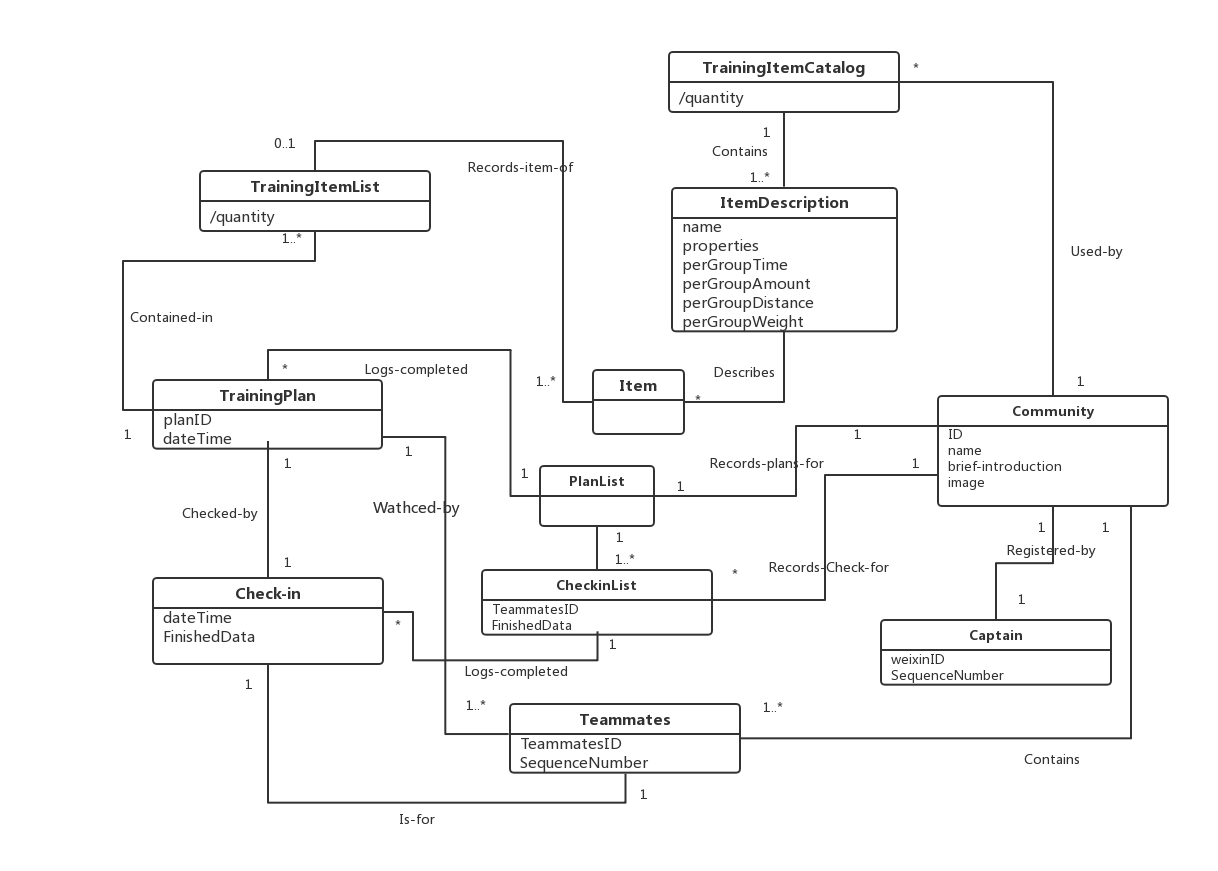 TrainingItemCatalog
*
/quantity
1
Contains
1..*
0..1
Records-item-of
TrainingItemList
/quantity
1..*
ItemDescription
name
properties
perGroupTime
perGroupAmount
perGroupDistance
perGroupWeight
Used-by
Contained-in
*
Logs-completed
Describes
1..*
Item
*
1
TrainingPlan
planID
dateTime
1
1
1
Community
ID
name
brief-introduction
image
1
1
Records-plans-for
1
1
PlanList
Checked-by
Wathced-by
1
1..*
1
1
1
Registered-by
Records-Check-for
*
1
Check-in
dateTime
FinishedData
*
CheckinList
TeammatesID
FinishedData
1
Logs-completed
Captain
weixinID
SequenceNumber
1
1..*
1..*
Teammates
TeammatesID
SequenceNumber
Contains
1
Is-for